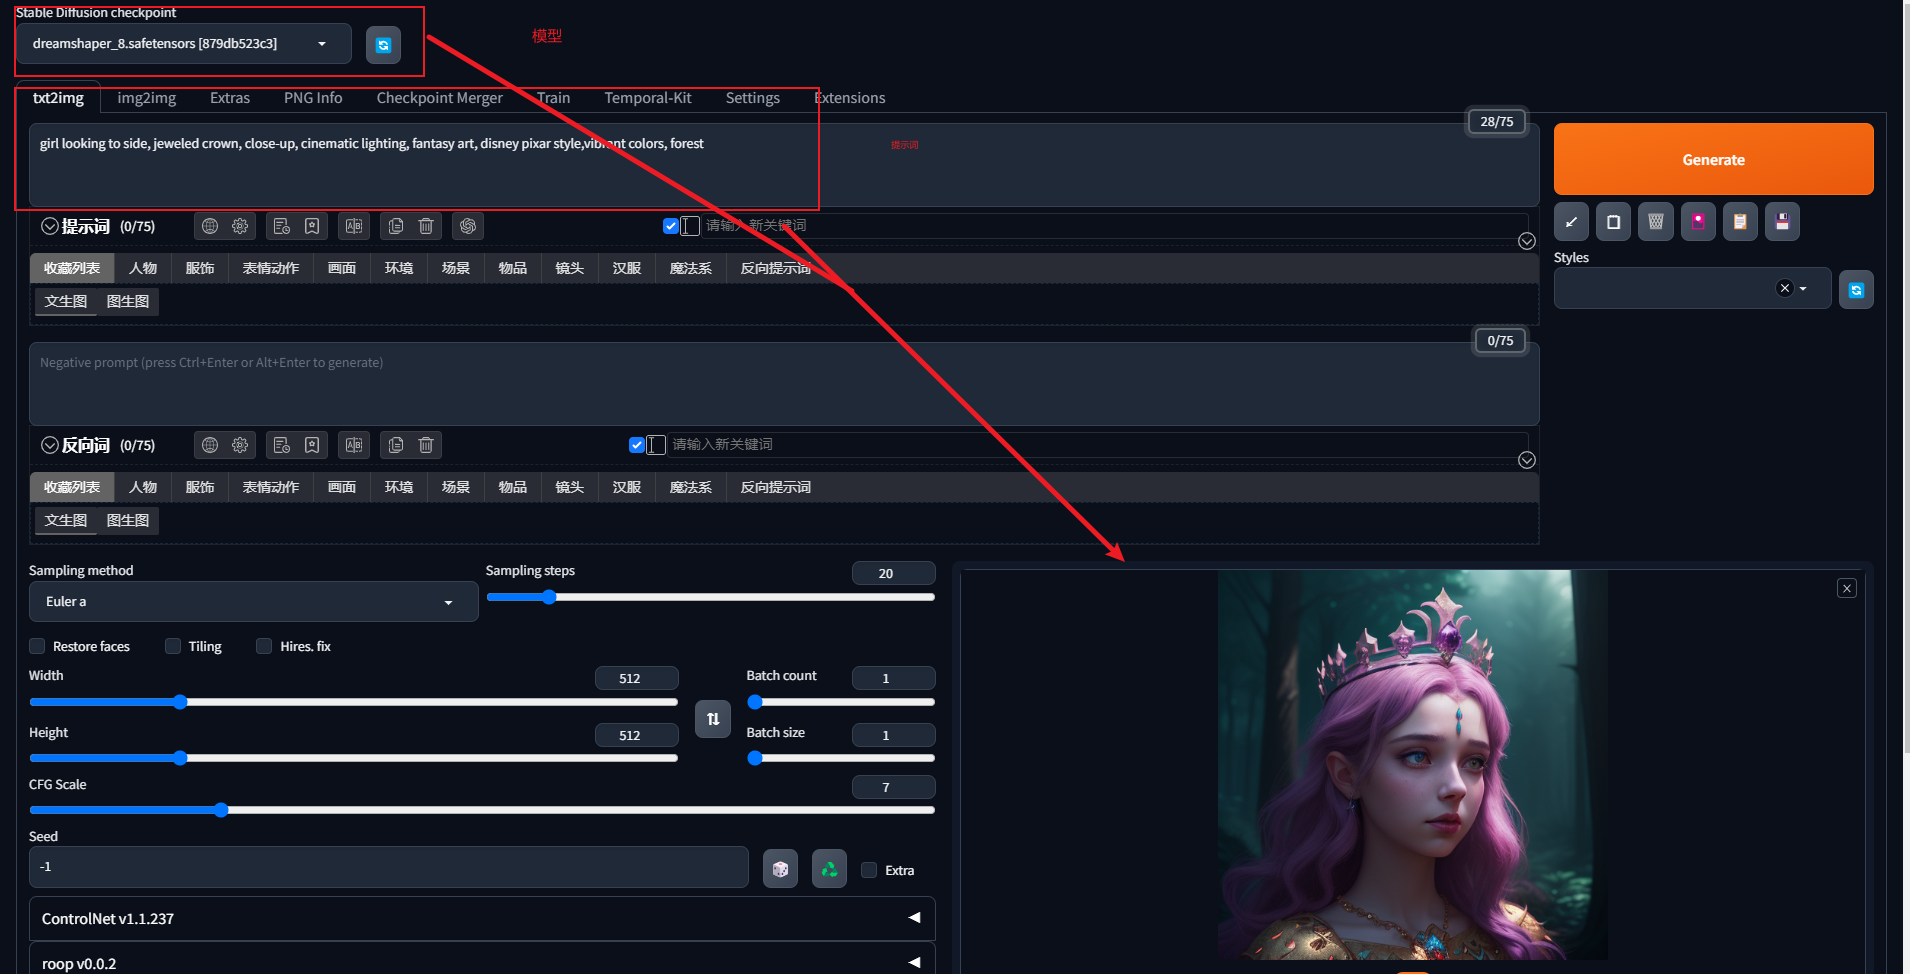 Stable Diffusion checkpoint
dreamshaper_8.safetensors [879db523c3]
模型
txt2img img2img Extras PNG Info Checkpoint Merger Train Temporal-Kit Settings Extensions
28/75
girl looking to side, jeweled crown, close-up, cinematic lighting, fantasy art, disney pixar style,vibrant colors, forest
提示词
Generate
提示词 (0/75)
请输入新关键词
Styles
收藏列表 人物 服饰 表情动作 画面 环境 场景 物品 镜头 汉服 魔法系 反向提示词
文生图 图生图
0/75
Negative prompt (press Ctrl+Enter or Alt+Enter to generate)
反向词 (0/75)
请输入新关键词
收藏列表 人物 服饰 表情动作 画面 环境 场景 物品 镜头 汉服 魔法系 反向提示词
文生图 图生图
Sampling method
Euler a
Sampling steps
20
Restore faces Tiling Hires. fix
Width
512
Batch count
1
Height
512
Batch size
1
CFG Scale
7
Seed
-1
Extra
ControlNet v1.1.237
roop v0.0.2